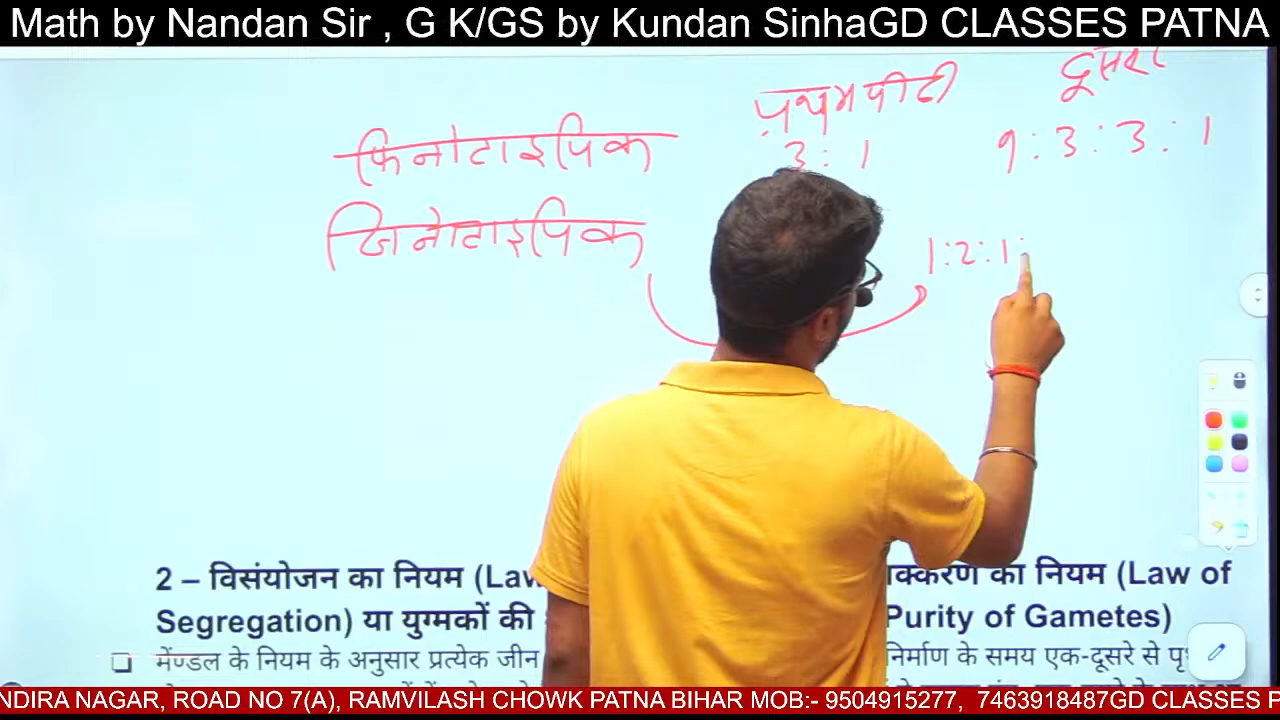 Math by Nandan Sir , G K/GS by Kundan SinhaGD CLASSES PATNA
प्रथम पीढी दूसरा
फिनोटाइपिक 3 : 1 9 : 3 : 3 : 1
जिनोटाइपिक 1:2:1:
2 – विसंयोजन का नियम (Law क्करण का नियम (Law of
Segregation) या युग्मकों की Purity of Gametes)
मेंण्डल के नियम के अनुसार प्रत्येक जीन निर्माण के समय एक-दूसरे से
NDIRA NAGAR, ROAD NO 7(A), RAMVILLESH CHOWK PATNA BIHAR MOB:- 9504915277, 7463918487GD CLASSES P